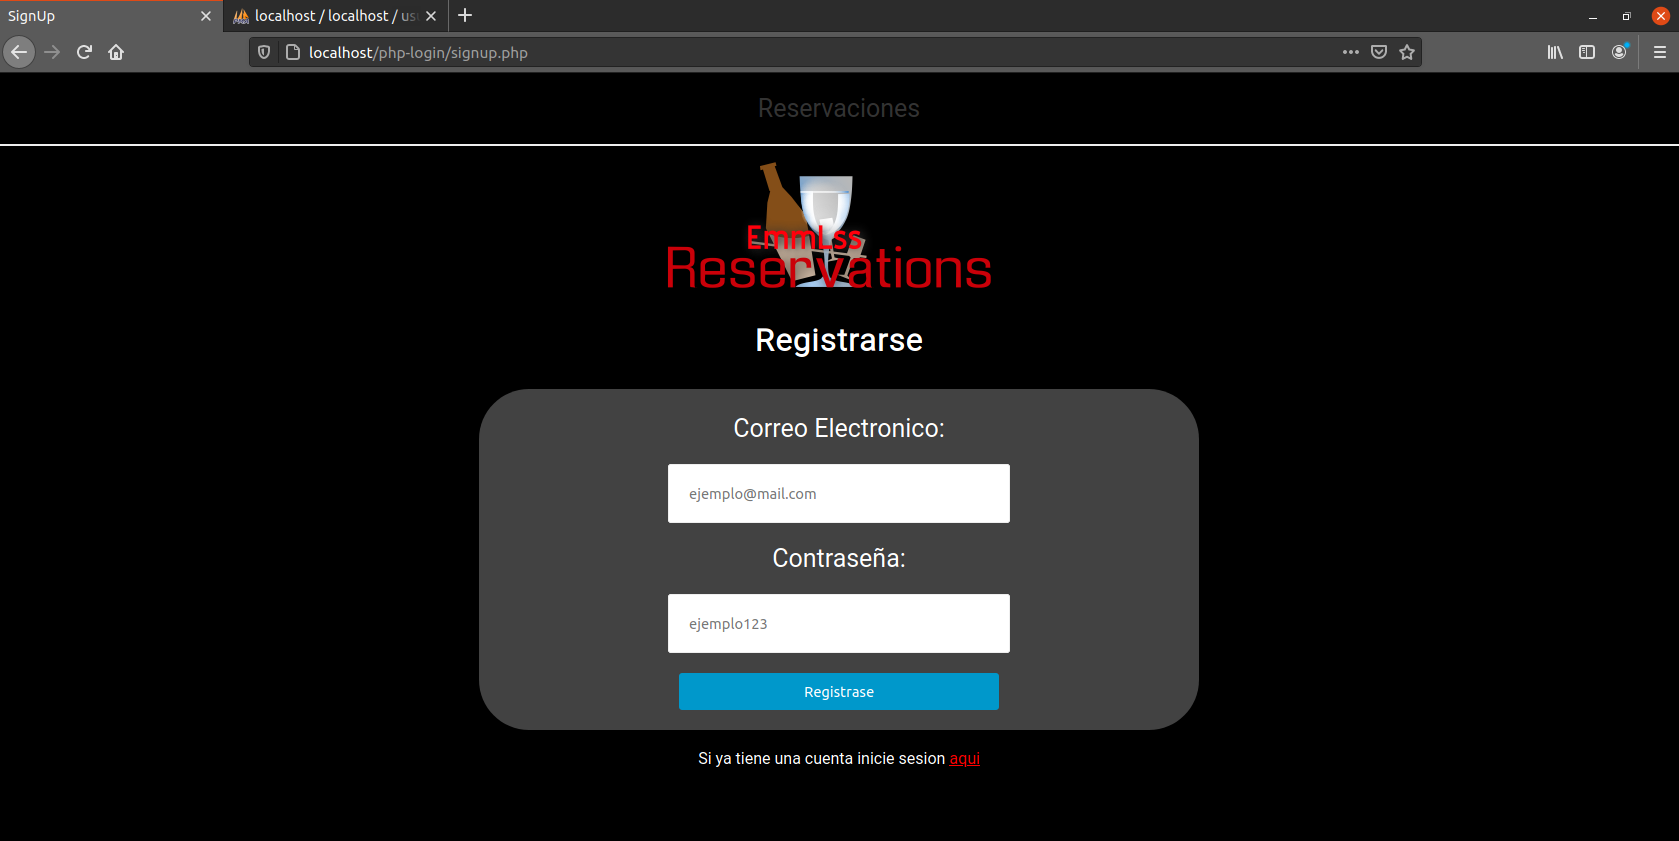 SignUp
localhost / localhost / us
localhost/php-login/signup.php
Reservaciones
EmmLss
Reservations
Registrarse
Correo Electronico:
ejemplo@mail.com
Contraseña:
ejemplo123
Registrase
Si ya tiene una cuenta inicie sesion aqui